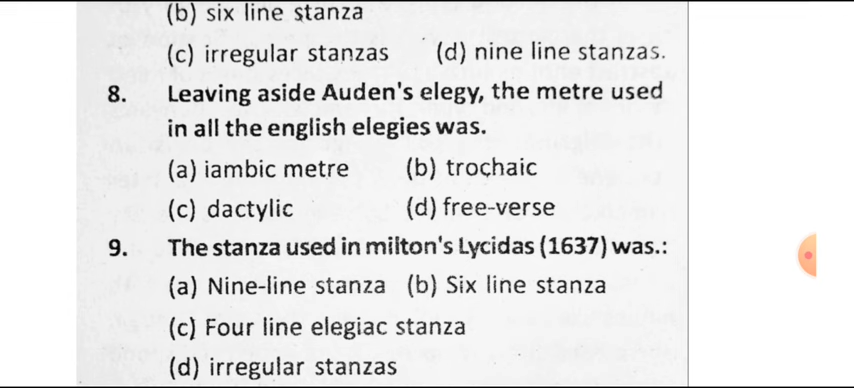 (b) six line stanza
(c) irregular stanzas (d) nine line stanzas.
8. Leaving aside Auden's elegy, the metre used
in all the english elegies was.
(a) iambic metre (b) trochaic
(c) dactylic (d) free-verse
9. The stanza used in milton's Lycidas (1637) was.:
(a) Nine-line stanza (b) Six line stanza
(c) Four line elegiac stanza
(d) irregular stanzas